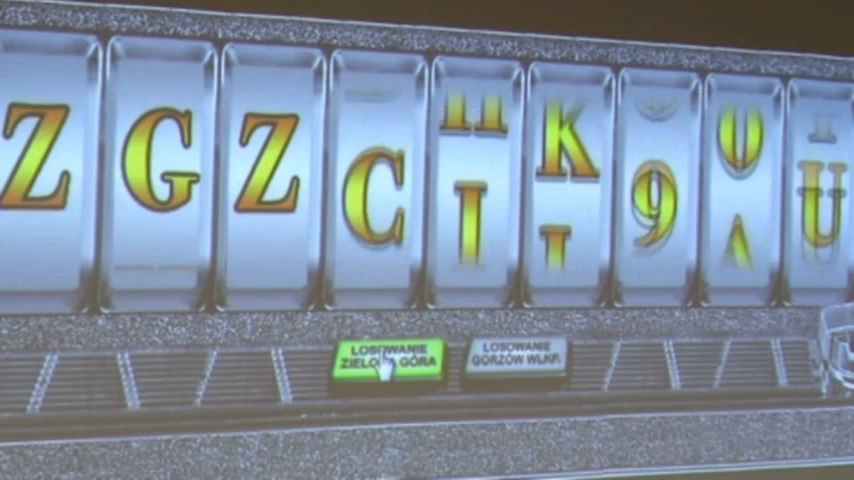 Z G Z C I K 9 U U
LOSOWANIE
ZIELONA GÓRA
LOSOWANIE
GORZÓW WLKP.